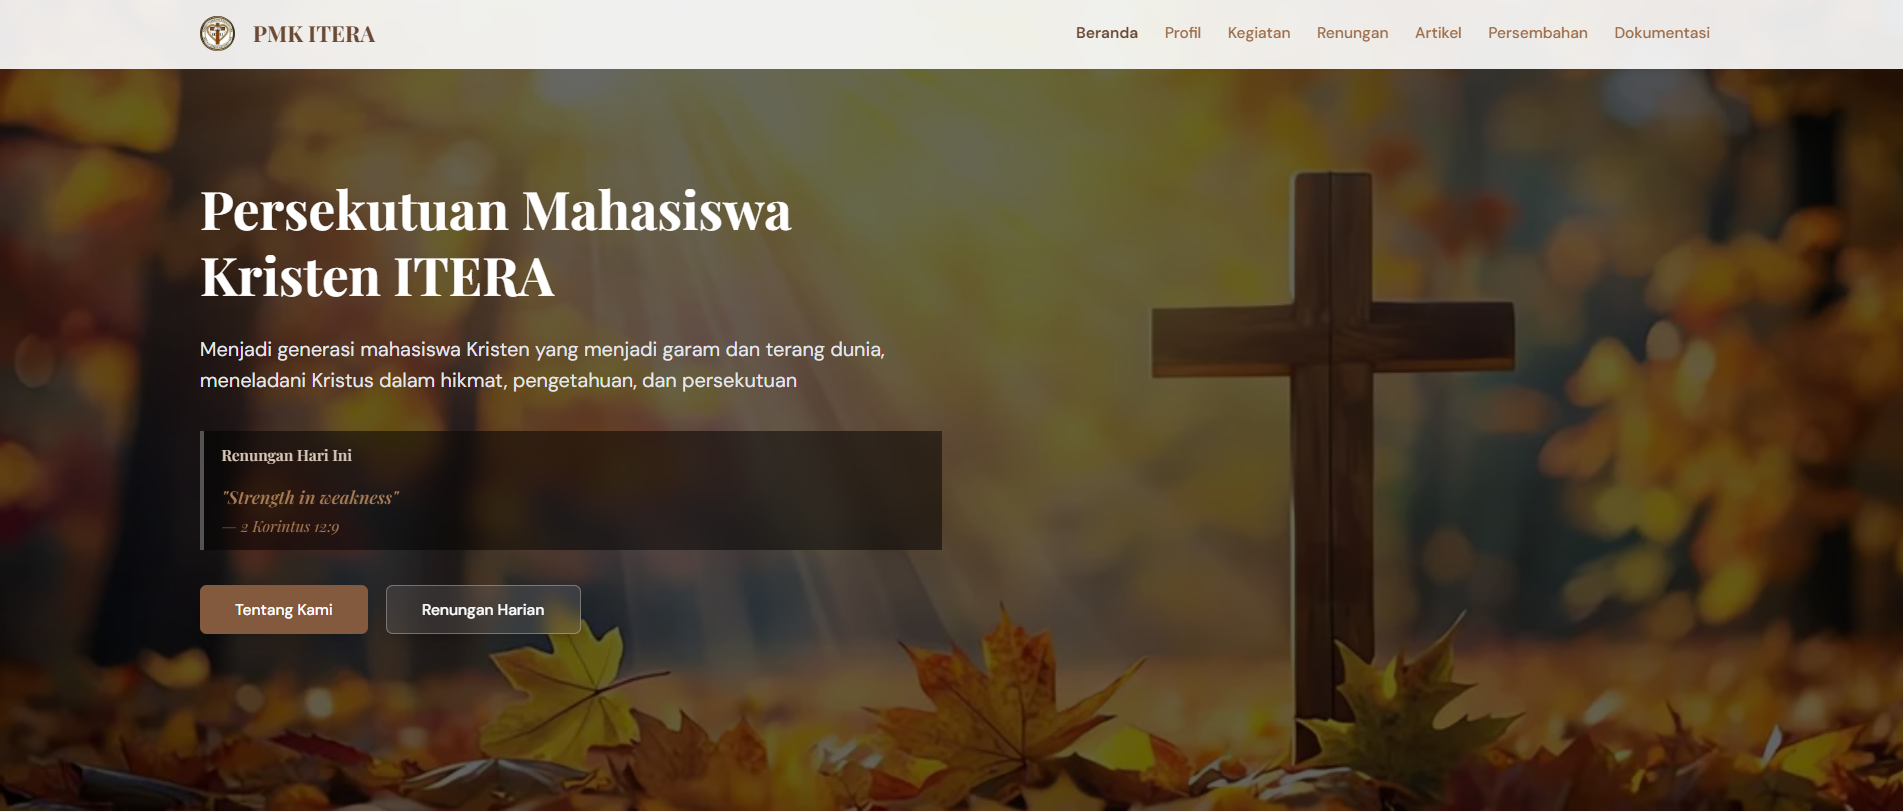 PMK ITERA
Beranda Profil Kegiatan Renungan Artikel Persembahan Dokumentasi
Persekutuan Mahasiswa
Kristen ITERA
Menjadi generasi mahasiswa Kristen yang menjadi garam dan terang dunia,
meneladani Kristus dalam hikmat, pengetahuan, dan persekutuan
Renungan Hari Ini
"Strength in weakness"
— 2 Korintus 12:9
Tentang Kami
Renungan Harian